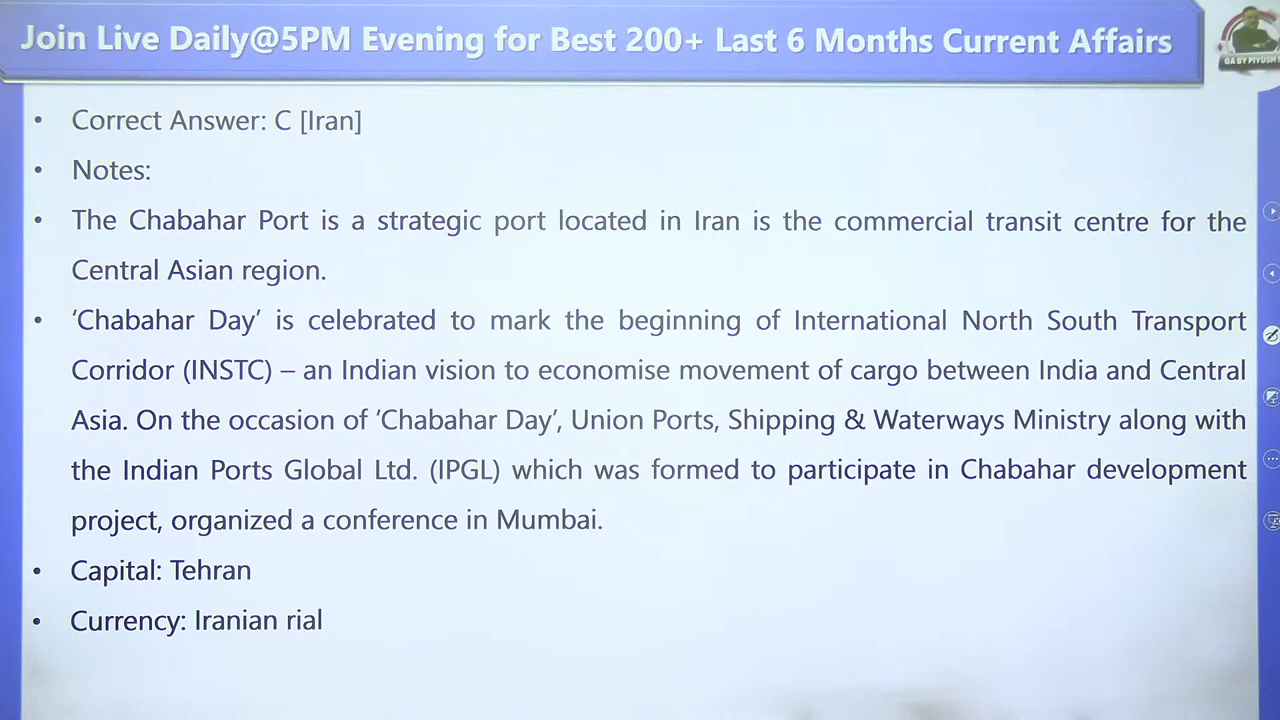 Join Live Daily@5PM Evening for Best 200+ Last 6 Months Current Affairs
GA BY PIYUSH
• Correct Answer: C [Iran]
• Notes:
• The Chabahar Port is a strategic port located in Iran is the commercial transit centre for the
Central Asian region.
• ‘Chabahar Day’ is celebrated to mark the beginning of International North South Transport
Corridor (INSTC) – an Indian vision to economise movement of cargo between India and Central
Asia. On the occasion of ‘Chabahar Day’, Union Ports, Shipping & Waterways Ministry along with
the Indian Ports Global Ltd. (IPGL) which was formed to participate in Chabahar development
project, organized a conference in Mumbai.
• Capital: Tehran
• Currency: Iranian rial